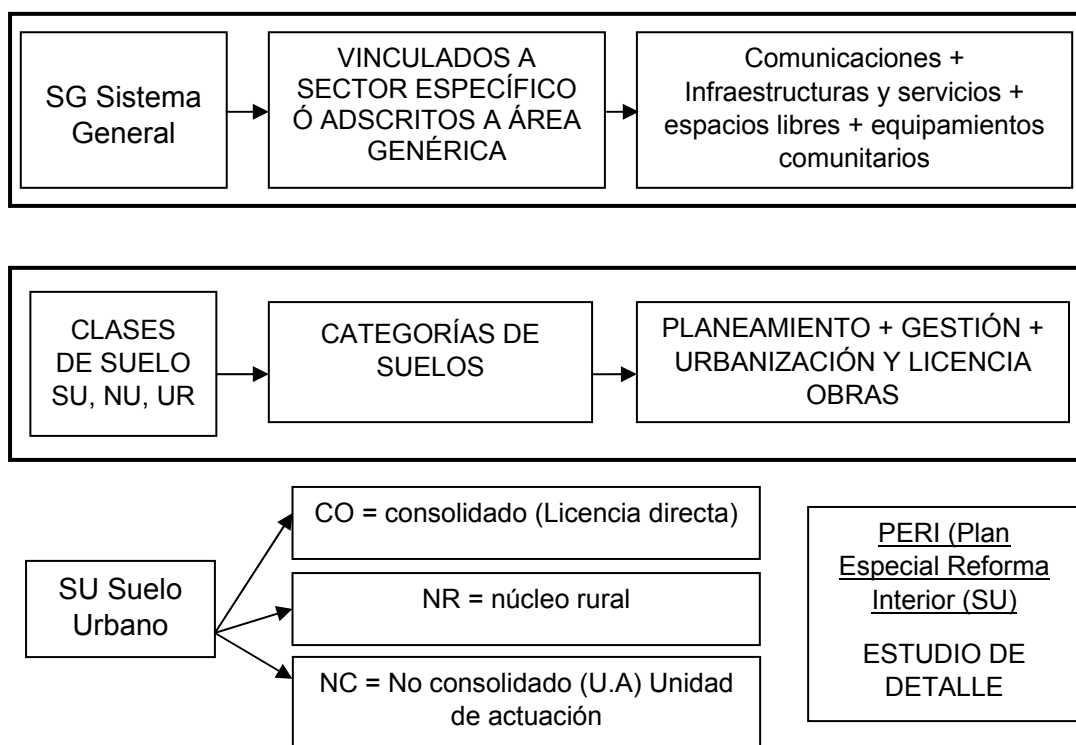 SG Sistema
General
VINCULADOS A
SECTOR ESPECÍFICO
Ó ADSCRITOS A ÁREA
GENÉRICA
Comunicaciones +
Infraestructuras y servicios +
espacios libres + equipamientos
comunitarios
CLASES
DE SUELO
SU, NU, UR
CATEGORÍAS DE
SUELOS
PLANEAMIENTO + GESTIÓN +
URBANIZACIÓN Y LICENCIA
OBRAS
SU Suelo
Urbano
CO = consolidado (Licencia directa)
NR = núcleo rural
NC = No consolidado (U.A) Unidad
de actuación
PERI (Plan
Especial Reforma
Interior (SU)
ESTUDIO DE
DETALLE